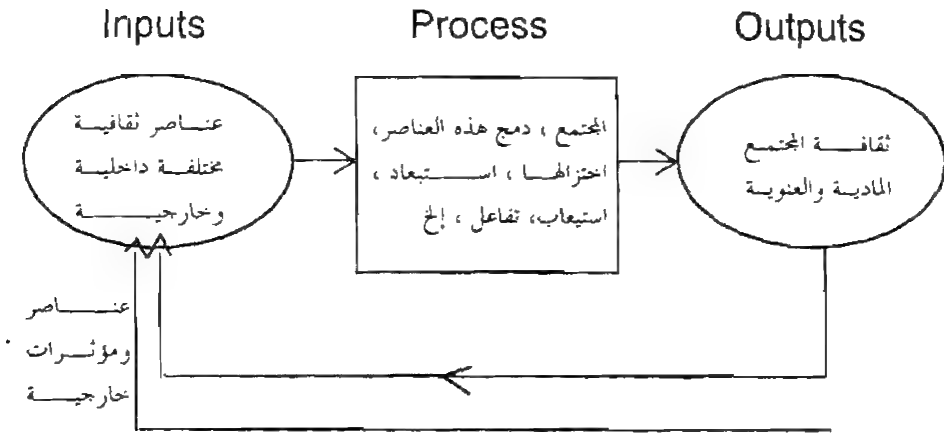 Inputs
Process
Outputs
عناصر ثقافية
مختلفة داخلية
وخارجية
المجتمع ، دمج هذه العناصر،
اختزالها ، استبعاد ،
استيعاب، تفاعل ، إلخ
ثقافة المجتمع
المادية والعنوية
عناصر
ومؤثرات
خارجية